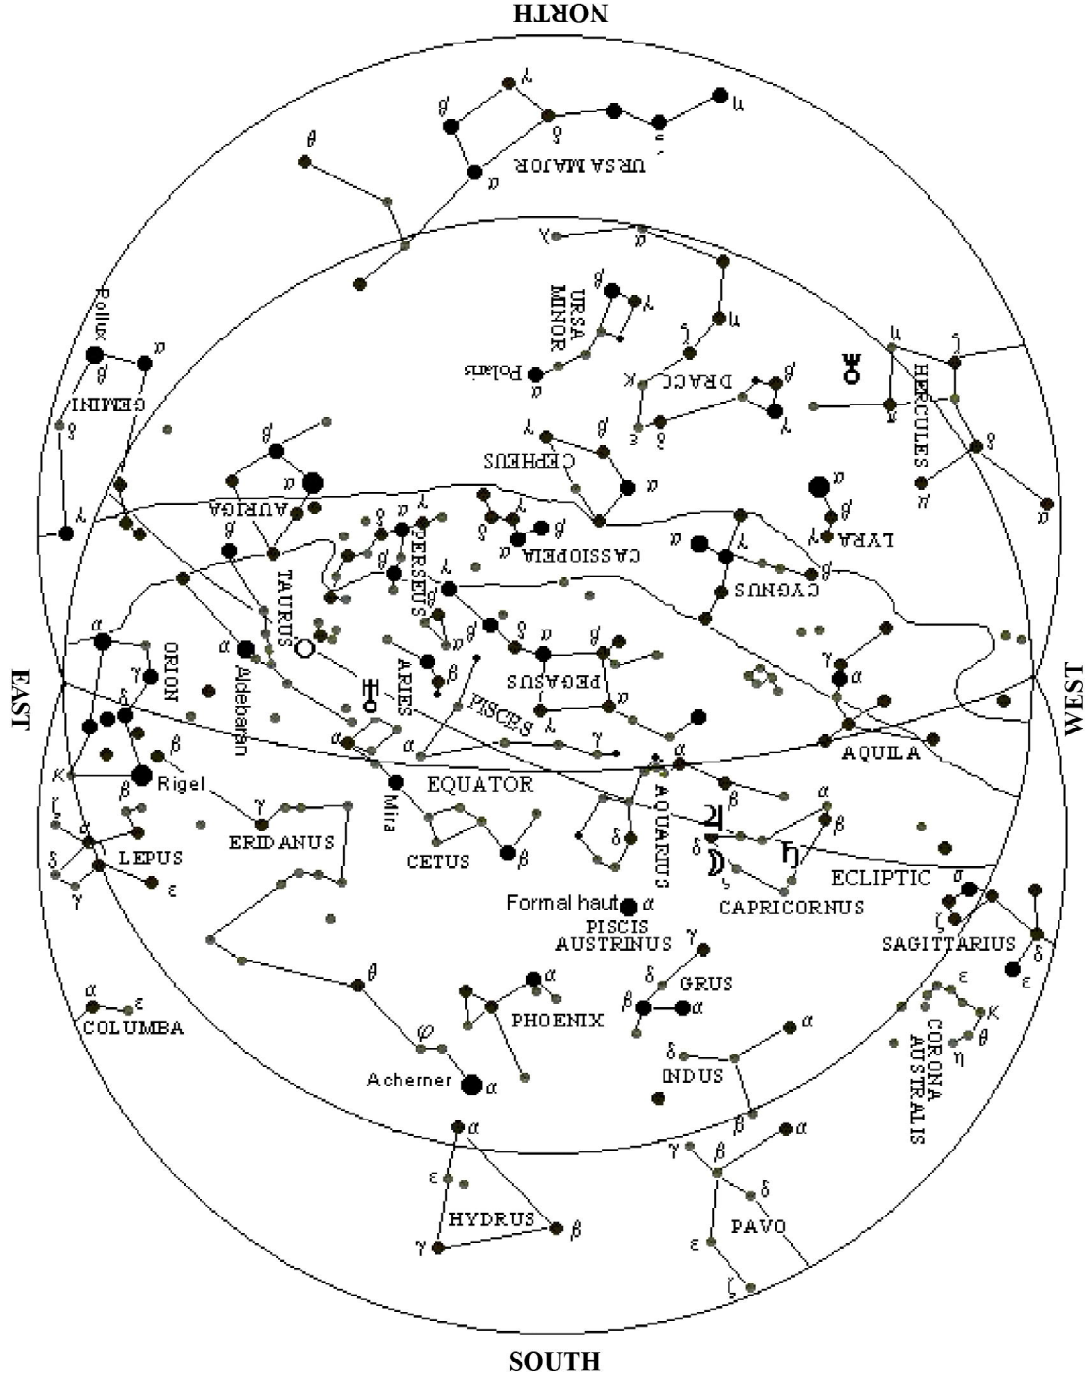 NORTH
γ
β
η
δ
θ
α
URSA MAJOR
λ
α
Pollux
β
URSA
MINOR
γ
η
ζ
Polaris
α
κ
DRACO
β
γ
ε
δ
η
ζ
HERCULES
α
δ
μ
α
α
β
GEMINI
δ
γ
β
α
AURIGA
γ
β
CEPHEUS
α
α
β
γ
LYRA
β
TAURUS
δ
α
γ
β
PERSEUS
δ
γ
α
β
CASSIOPEIA
α
γ
β
CYGNUS
α
γ
δ
β
ORION
α
Aldebaran
β
α
ARIES
β
γ
β
δ
α
β
PEGASUS
γ
α
γ
α
AQUILA
EAST
WEST
κ
β
Rigel
β
α
Mira
α
PISCES
γ
EQUATOR
α
β
AQUARIUS
δ
ζ
β
α
δ
LEPUS
γ
ε
γ
ERIDANUS
CETUS
β
α
β
δ
ς
CAPRICORNUS
ECLIPTIC
Formal haut
α
PISCIS
AUSTRINUS
σ
ζ
SAGITTARIUS
δ
ε
α
ε
COLUMBA
θ
α
PHOENIX
γ
δ
GRUS
β
α
ε
κ
θ
η
CORONA
AUSTRALIS
φ
Acherner
α
α
δ
INDUS
β
α
ε
HYDRUS
γ
β
γ
β
α
δ
PAVO
ε
ζ
SOUTH